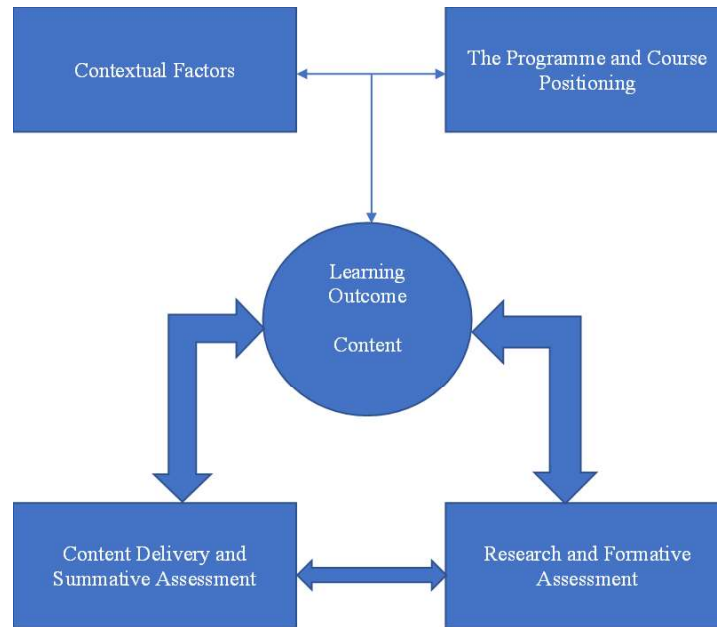 Contextual Factors
The Programme and Course
Positioning
Learning
Outcome
Content
Content Delivery and
Summative Assessment
Research and Formative
Assessment